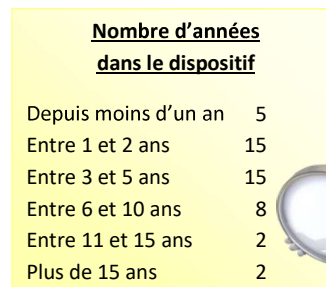 Nombre d’années
dans le dispositif
Depuis moins d’un an 5
Entre 1 et 2 ans 15
Entre 3 et 5 ans 15
Entre 6 et 10 ans 8
Entre 11 et 15 ans 2
Plus de 15 ans 2